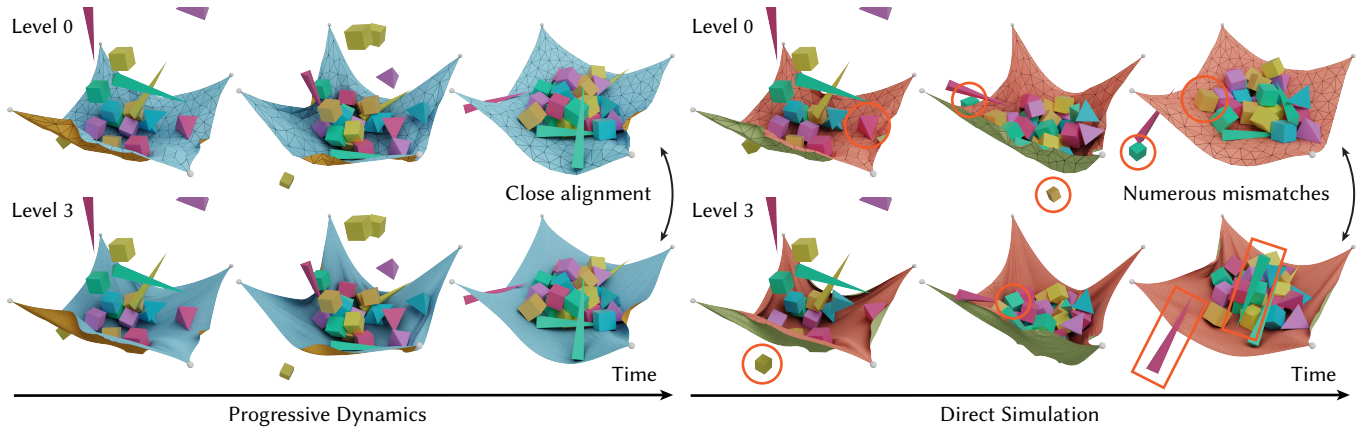 Level 0
Level 0
Close alignment
Numerous mismatches
Level 3
Level 3
Time
Time
Progressive Dynamics
Direct Simulation